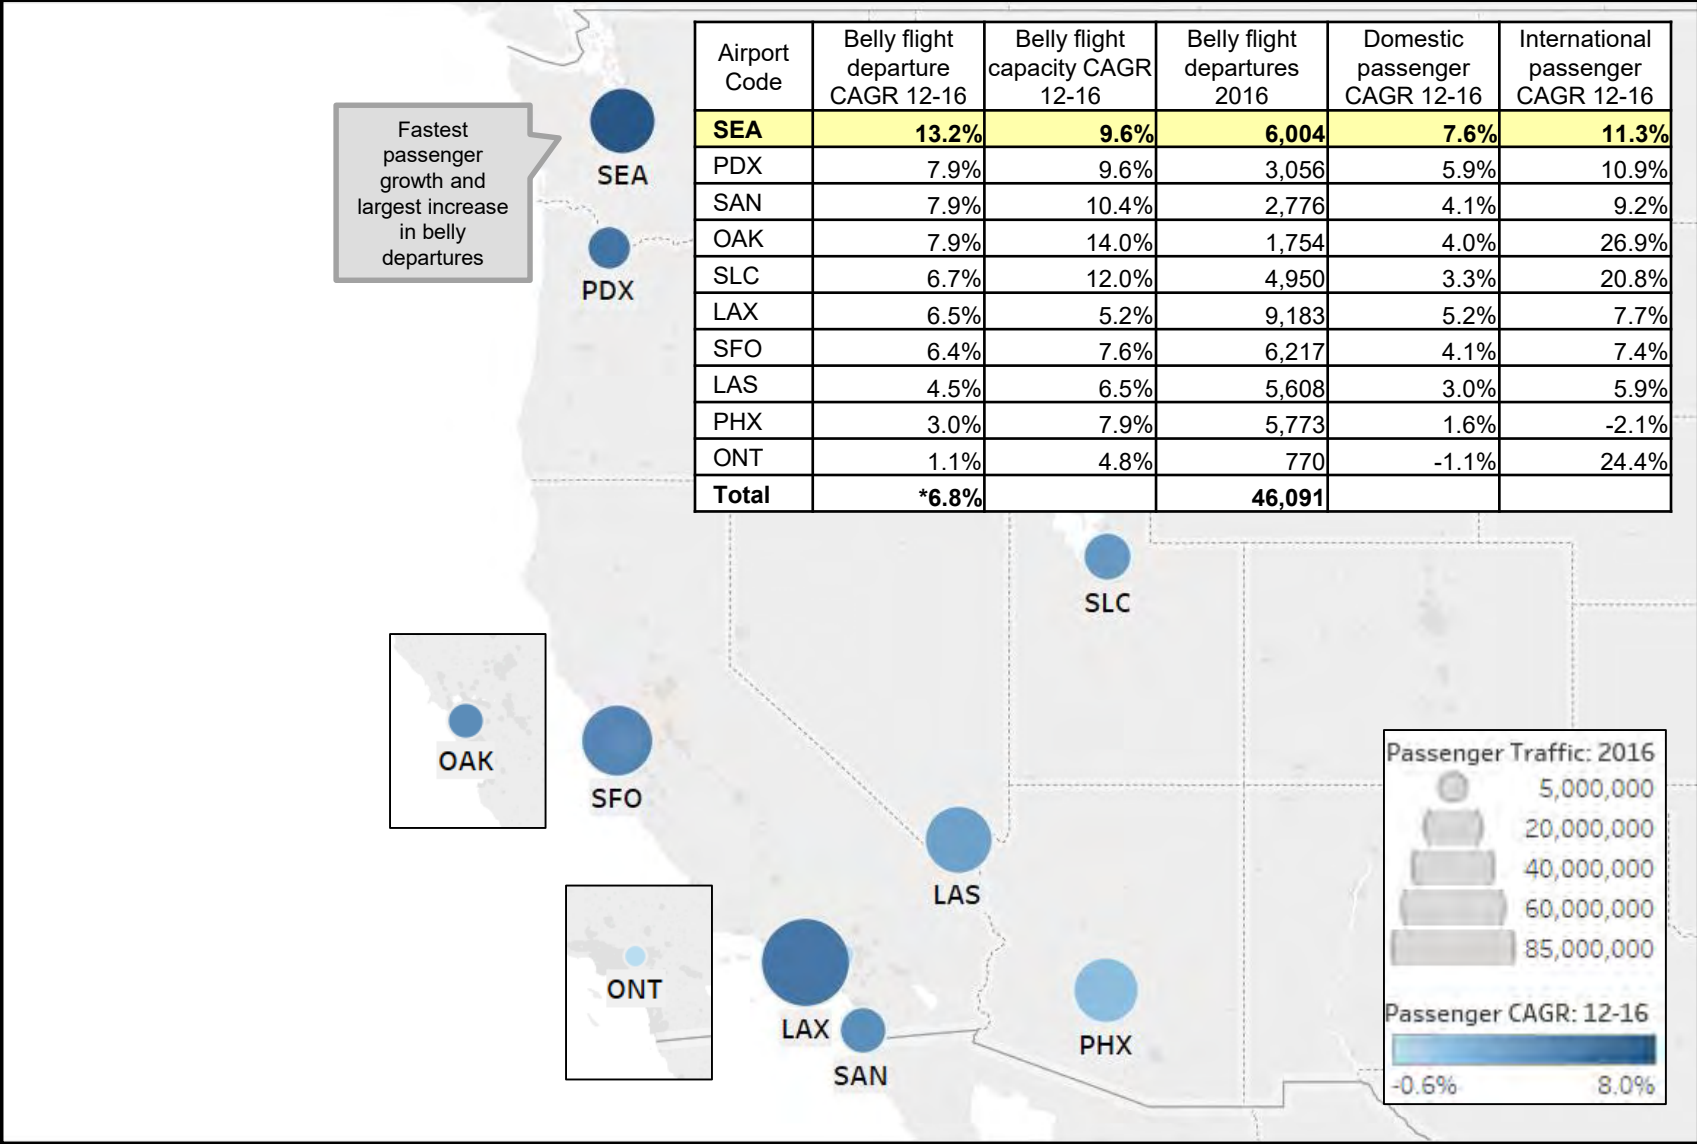 Airport
Code
Belly flight
departure
CAGR 12-16
Belly flight
capacity CAGR
12-16
Belly flight
departures
2016
Domestic
passenger
CAGR 12-16
International
passenger
CAGR 12-16
SEA 13.2% 9.6% 6,004 7.6% 11.3%
PDX 7.9% 9.6% 3,056 5.9% 10.9%
SAN 7.9% 10.4% 2,776 4.1% 9.2%
OAK 7.9% 14.0% 1,754 4.0% 26.9%
SLC 6.7% 12.0% 4,950 3.3% 20.8%
LAX 6.5% 5.2% 9,183 5.2% 7.7%
SFO 6.4% 7.6% 6,217 4.1% 7.4%
LAS 4.5% 6.5% 5,608 3.0% 5.9%
PHX 3.0% 7.9% 5,773 1.6% -2.1%
ONT 1.1% 4.8% 770 -1.1% 24.4%
Total *6.8% 46,091
Fastest
passenger
growth and
largest increase
in belly
departures
SEA
PDX
SLC
OAK
SFO
LAS
ONT
LAX
SAN
PHX
Passenger Traffic: 2016
5,000,000
20,000,000
40,000,000
60,000,000
85,000,000
Passenger CAGR: 12-16
-0.6% 8.0%